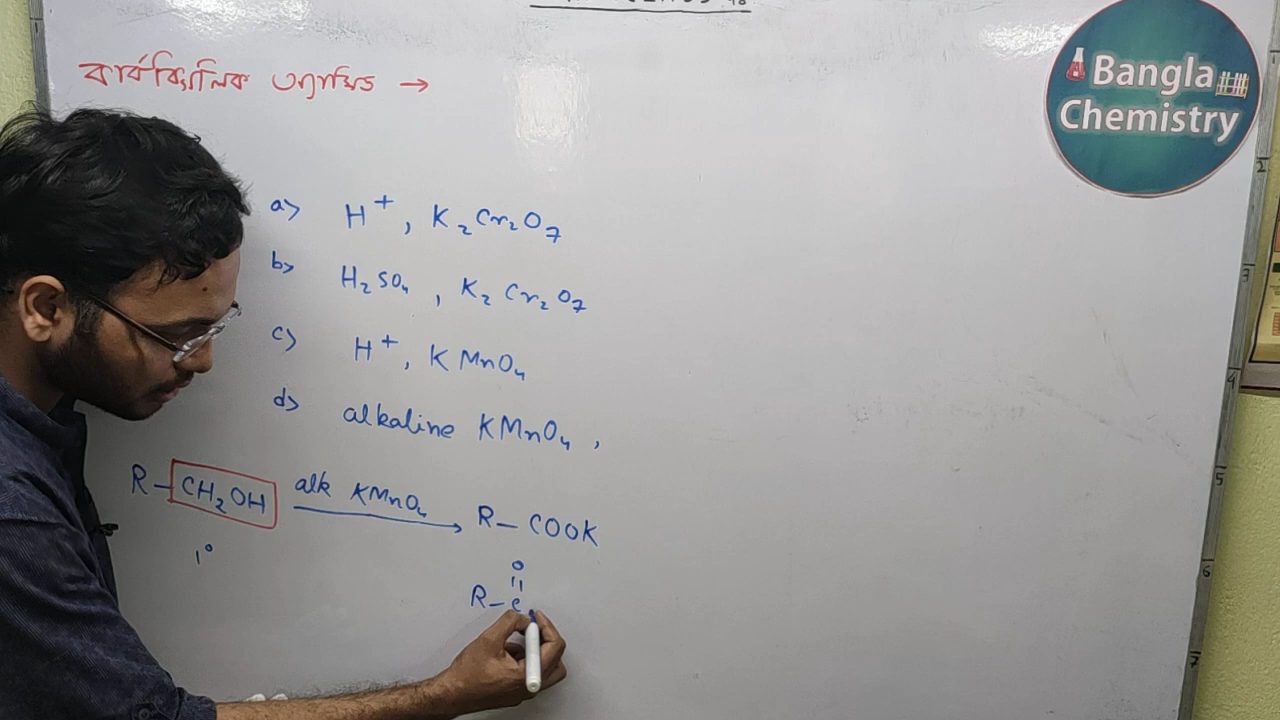 কার্বক্সিলিক অ্যাসিড →
Bangla
Chemistry
a) H⁺, K₂Cr₂O₇
b) H₂SO₄, K₂Cr₂O₇
c) H⁺, KMnO₄
d) alkaline KMnO₄,
R–CH₂OH alk KMnO₄ → R–COOK
1°
O
||
R–C